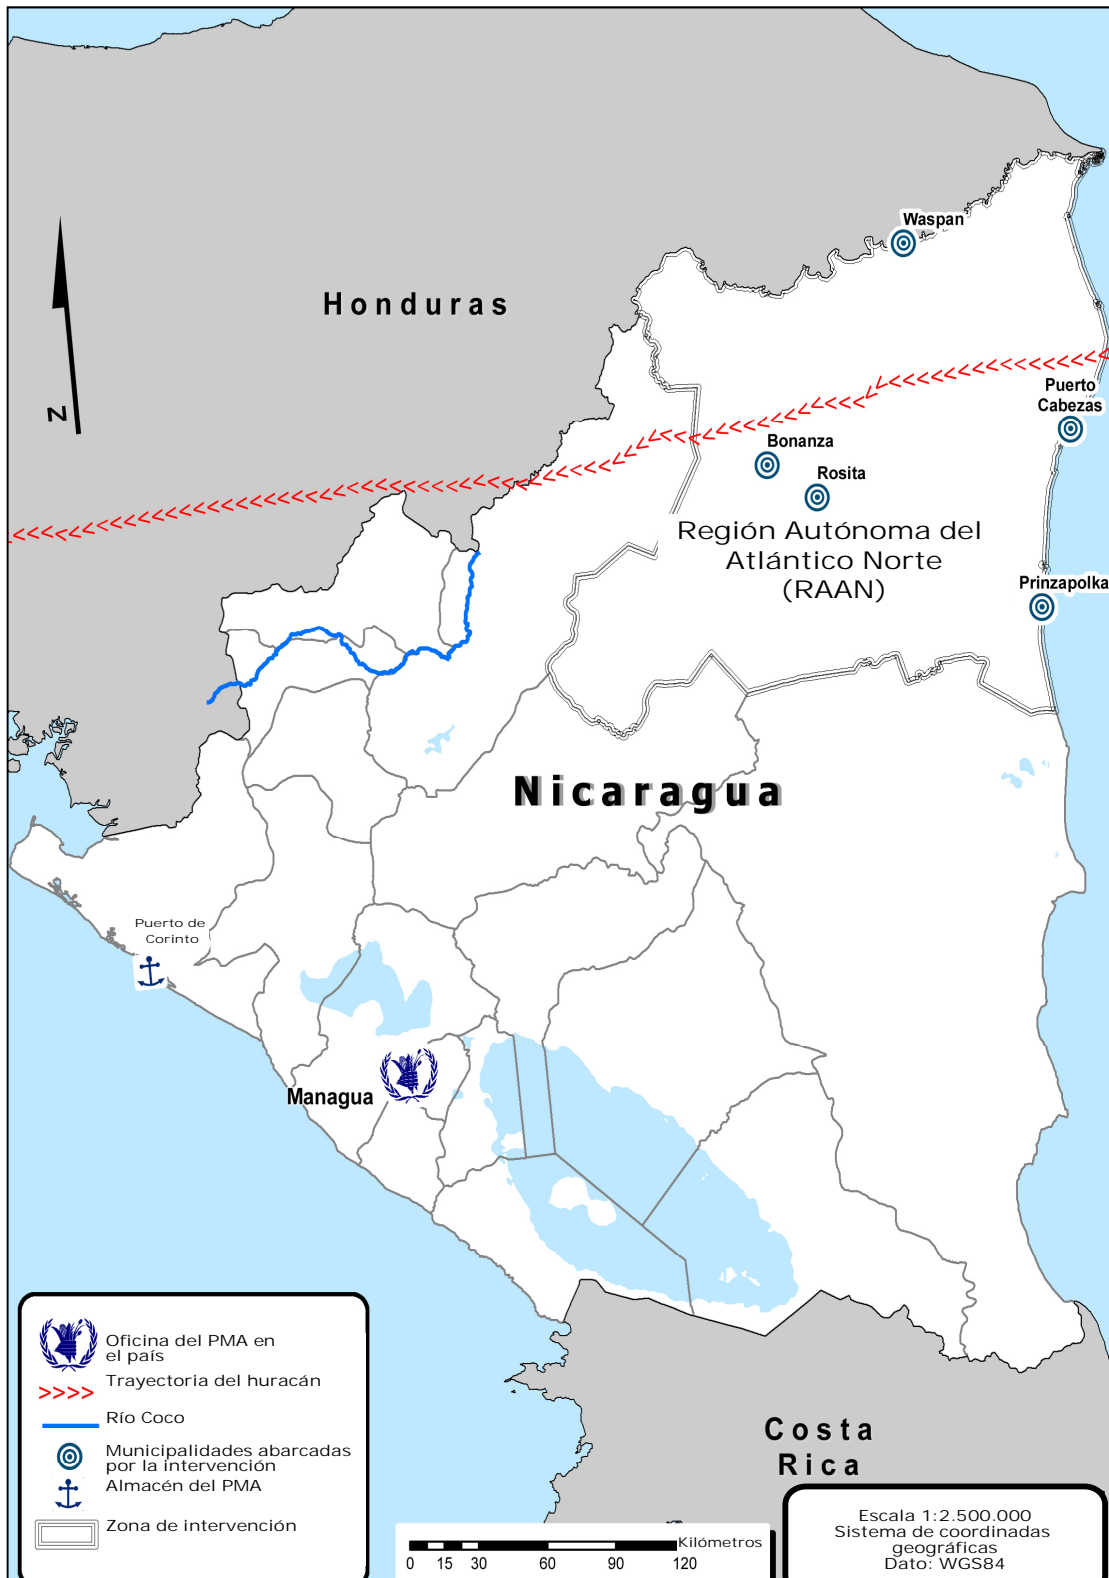 Waspan
Honduras
N
Puerto
Cabezas
Bonanza
Rosita
Región Autónoma del
Atlántico Norte
(RAAN)
Prinzapolka
Nicaragua
Puerto de
Corinto
Managua
Oficina del PMA en
el país
Trayectoria del huracán
Río Coco
Municipalidades abarcadas
por la intervención
Almacén del PMA
Zona de intervención
Costa
Rica
Kilómetros
0 15 30 60 90 120
Escala 1:2.500.000
Sistema de coordinadas
geográficas
Dato: WGS84